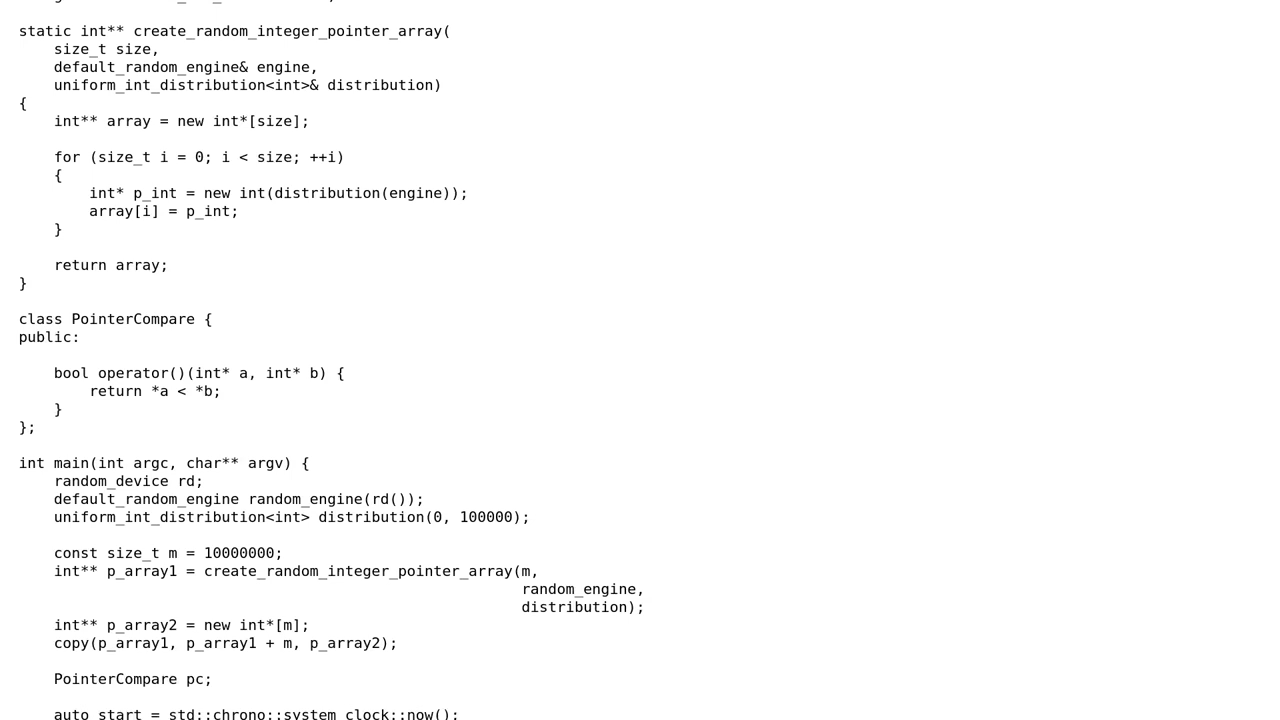 static int** create_random_integer_pointer_array(
    size_t size,
    default_random_engine& engine,
    uniform_int_distribution<int>& distribution)
{
    int** array = new int*[size];

    for (size_t i = 0; i < size; ++i)
    {
        int* p_int = new int(distribution(engine));
        array[i] = p_int;
    }

    return array;
}

class PointerCompare {
public:

    bool operator()(int* a, int* b) {
        return *a < *b;
    }
};

int main(int argc, char** argv) {
    random_device rd;
    default_random_engine random_engine(rd());
    uniform_int_distribution<int> distribution(0, 100000);

    const size_t m = 10000000;
    int** p_array1 = create_random_integer_pointer_array(m,
                                                         random_engine,
                                                         distribution);
    int** p_array2 = new int*[m];
    copy(p_array1, p_array1 + m, p_array2);

    PointerCompare pc;

    auto start = std::chrono::system_clock::now();